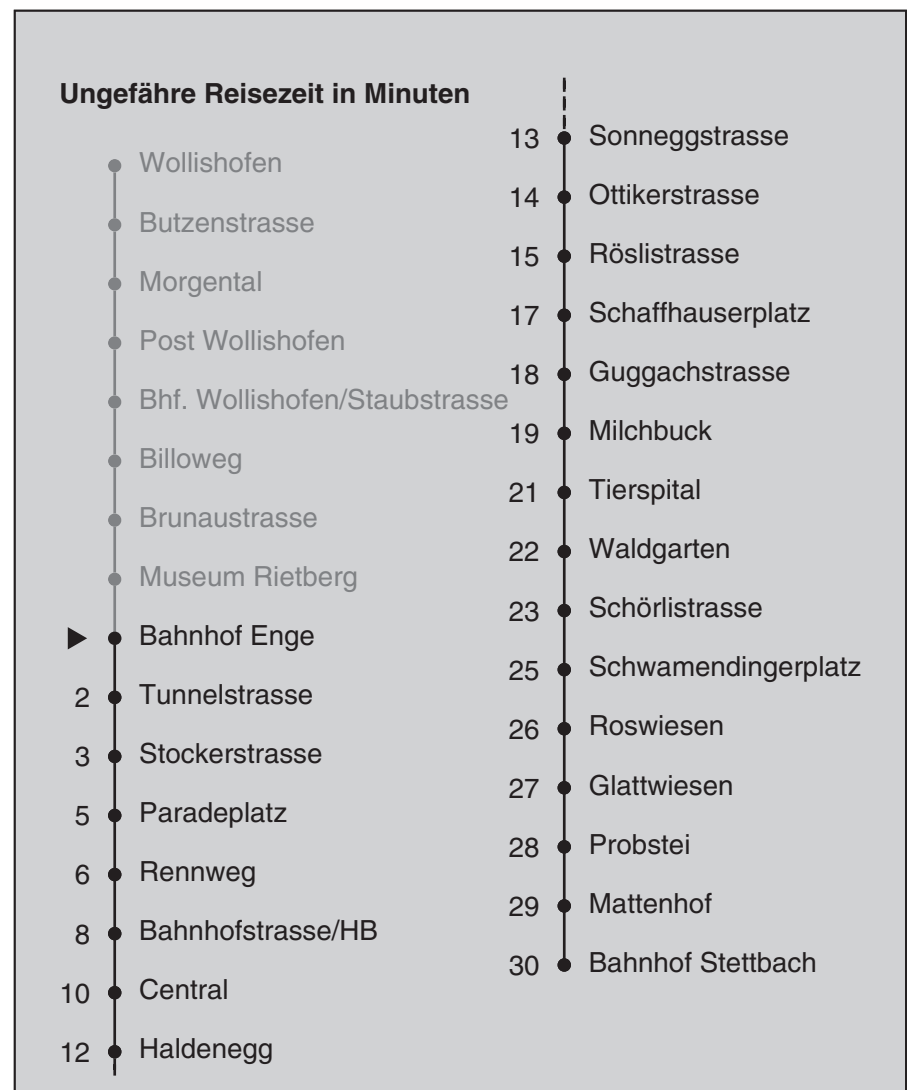 Ungefähre Reisezeit in Minuten
Wollishofen
Butzenstrasse
Morgental
Post Wollishofen
Bhf. Wollishofen/Staubstrasse
Billoweg
Brunaustrasse
Museum Rietberg
Bahnhof Enge
2 Tunnelstrasse
3 Stockerstrasse
5 Paradeplatz
6 Rennweg
8 Bahnhofstrasse/HB
10 Central
12 Haldenegg
13 Sonneggstrasse
14 Ottikerstrasse
15 Röslistrasse
17 Schaffhauserplatz
18 Guggachstrasse
19 Milchbuck
21 Tierspital
22 Waldgarten
23 Schörlistrasse
25 Schwamendingerplatz
26 Roswiesen
27 Glattwiesen
28 Probstei
29 Mattenhof
30 Bahnhof Stettbach